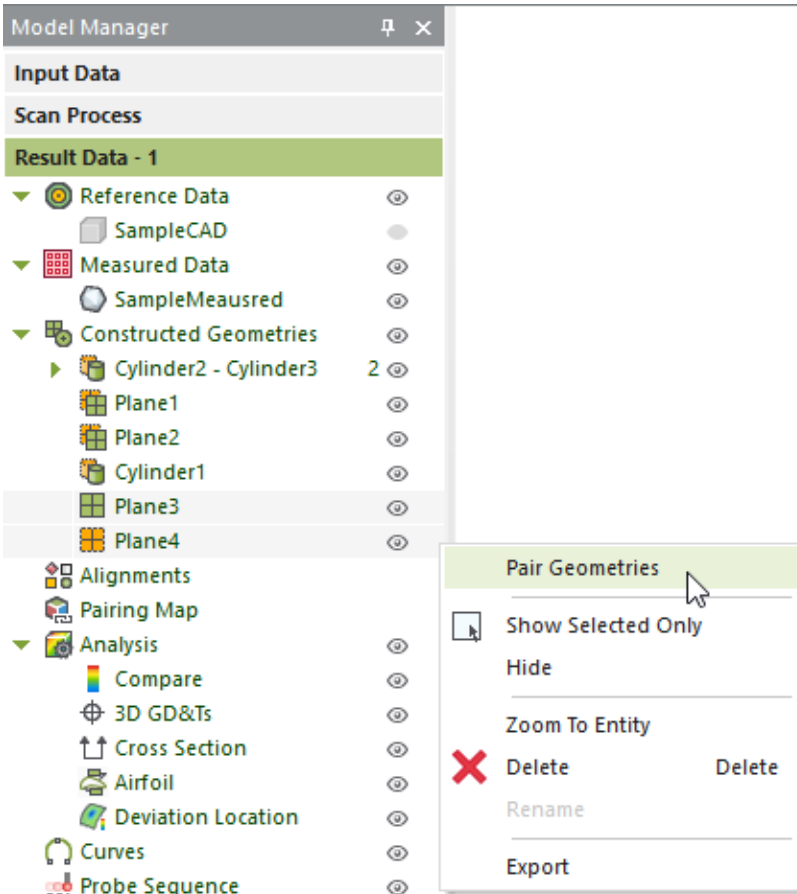 Model Manager
Input Data
Scan Process
Result Data - 1
Reference Data
SampleCAD
Measured Data
SampleMeausred
Constructed Geometries
Cylinder2 - Cylinder3 2
Plane1
Plane2
Cylinder1
Plane3
Plane4
Alignments
Pairing Map
Analysis
Compare
3D GD&Ts
Cross Section
Airfoil
Deviation Location
Curves
Probe Sequence
Pair Geometries
Show Selected Only
Hide
Zoom To Entity
Delete Delete
Rename
Export